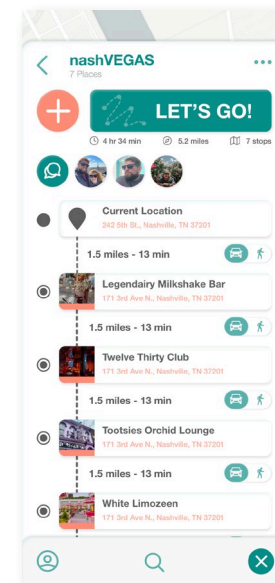 nashVEGAS
7 Places
LET'S GO!
4 hr 34 min 5.2 miles 7 stops
Current Location
242 5th St., Nashville, TN 37201
1.5 miles - 13 min
Legendairy Milkshake Bar
171 3rd Ave N., Nashville, TN 37201
1.5 miles - 13 min
Twelve Thirty Club
171 3rd Ave N., Nashville, TN 37201
1.5 miles - 13 min
Tootsies Orchid Lounge
171 3rd Ave N., Nashville, TN 37201
1.5 miles - 13 min
White Limozeen
171 3rd Ave N., Nashville, TN 37201